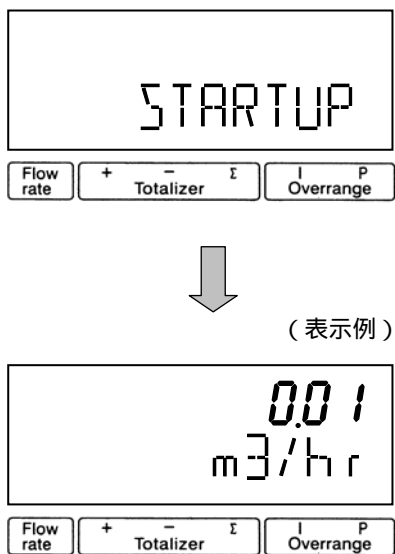 STARTUP
Flow rate + − Σ Totalizer I P Overrange
(表示例)
0.01
m3/hr
Flow rate + − Σ Totalizer I P Overrange